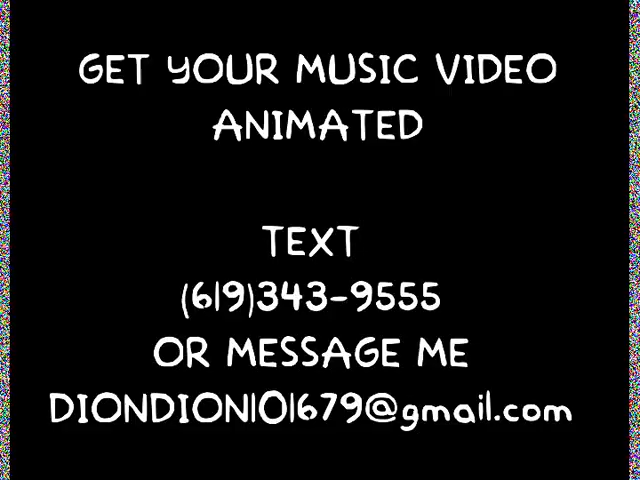 GET YOUR MUSIC VIDEO
ANIMATED
TEXT
(619)343-9555
OR MESSAGE ME
DIONDION101679@gmail.com